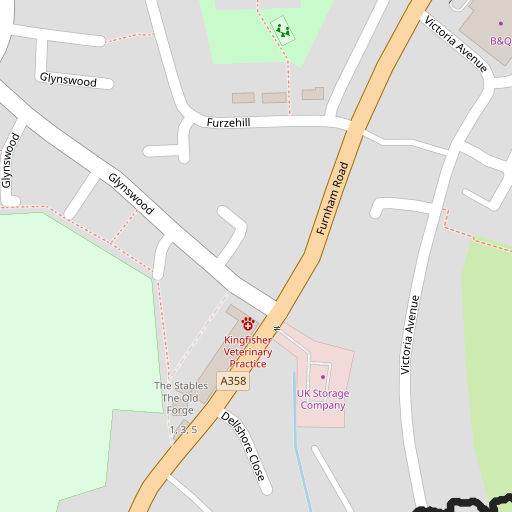 Victoria Avenue
B&Q
Glynswood
Furzehill
Glynswood
Glynswood
Furnham Road
Victoria Avenue
Kingfisher
Veterinary
Practice
A358
The Stables
The Old
Forge
UK Storage
Company
1, 3, 5
Dellshore Close